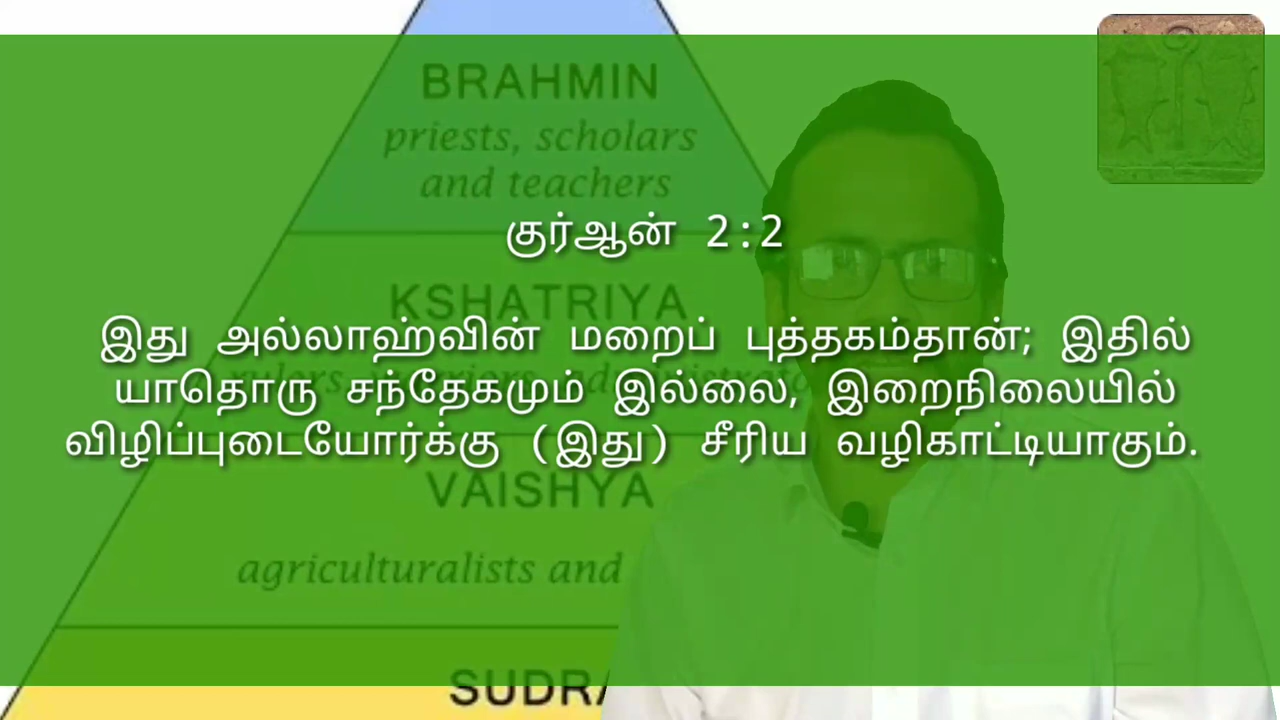 BRAHMIN
priests, scholars
and teachers
குர்ஆன் 2:2
KSHATRIYA
இது அல்லாஹ்வின் மறைப் புத்தகம்தான்; இதில்
யாதொரு சந்தேகமும் இல்லை, இறைநிலையில்
விழிப்புடையோர்க்கு (இது) சீரிய வழிகாட்டியாகும்.
VAISHYA
agriculturalists and
SUDRA